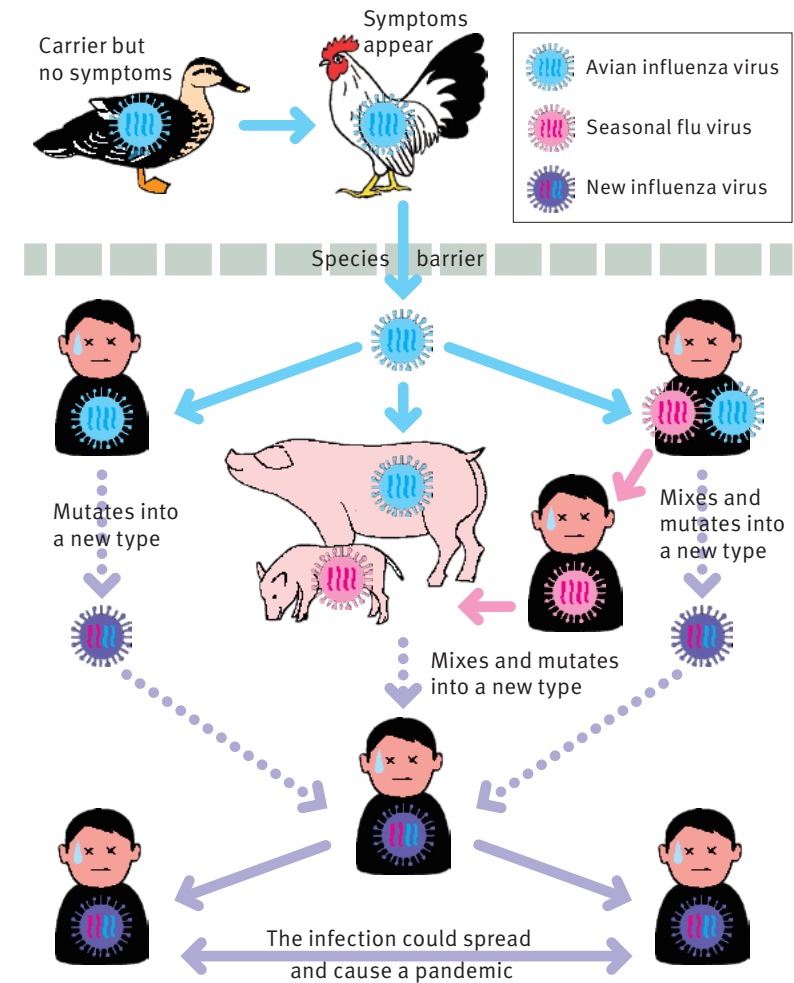 Carrier but
no symptoms
Symptoms
appear
Avian influenza virus
Seasonal flu virus
New influenza virus
Species barrier
Mutates into
a new type
Mixes and
mutates into
a new type
Mixes and mutates
into a new type
The infection could spread
and cause a pandemic